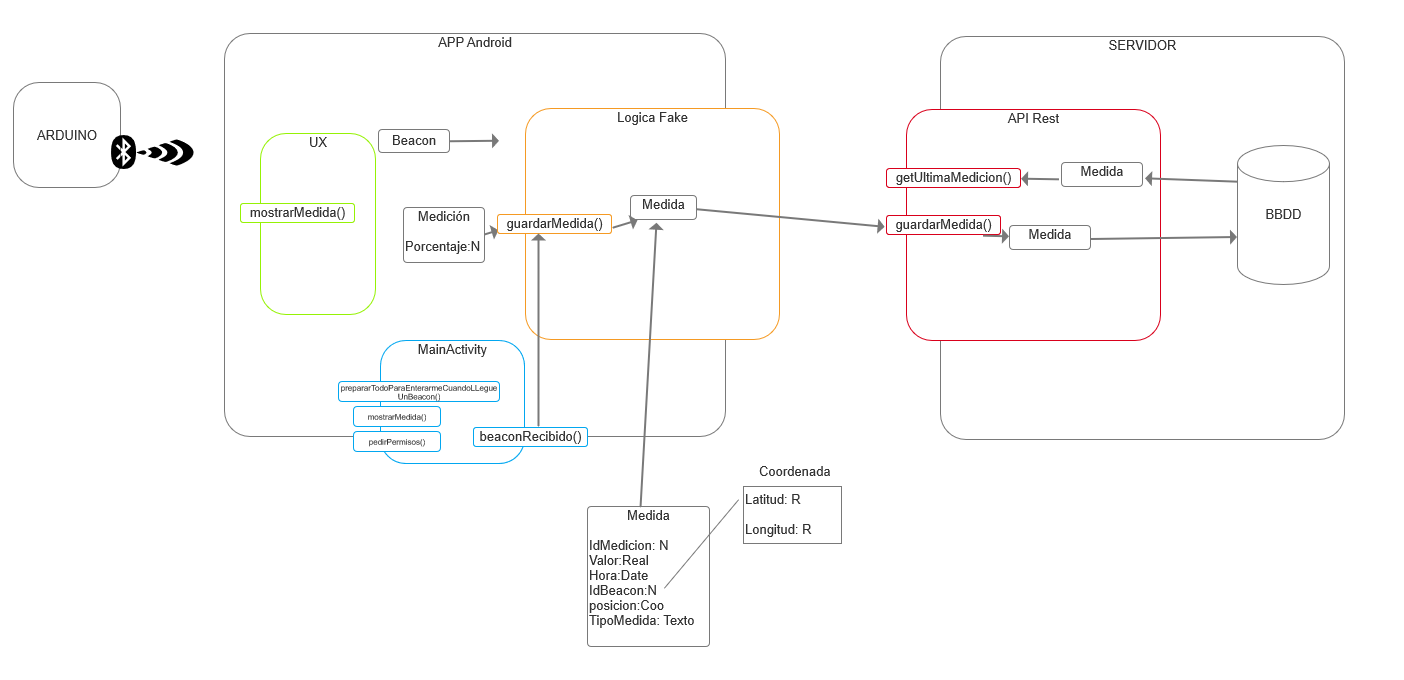 APP Android
SERVIDOR
ARDUINO
UX
Beacon
Logica Fake
API Rest
mostrarMedida()
Medición
Porcentaje:N
guardarMedida()
Medida
getUltimaMedicion()
Medida
guardarMedida()
Medida
BBDD
MainActivity
prepararTodoParaEnterarmeCuandoLLegue
UnBeacon()
mostrarMedida()
pedirPermisos()
beaconRecibido()
Coordenada
Latitud: R
Longitud: R
Medida
IdMedicion: N
Valor:Real
Hora:Date
IdBeacon:N
posicion:Coo
TipoMedida: Texto